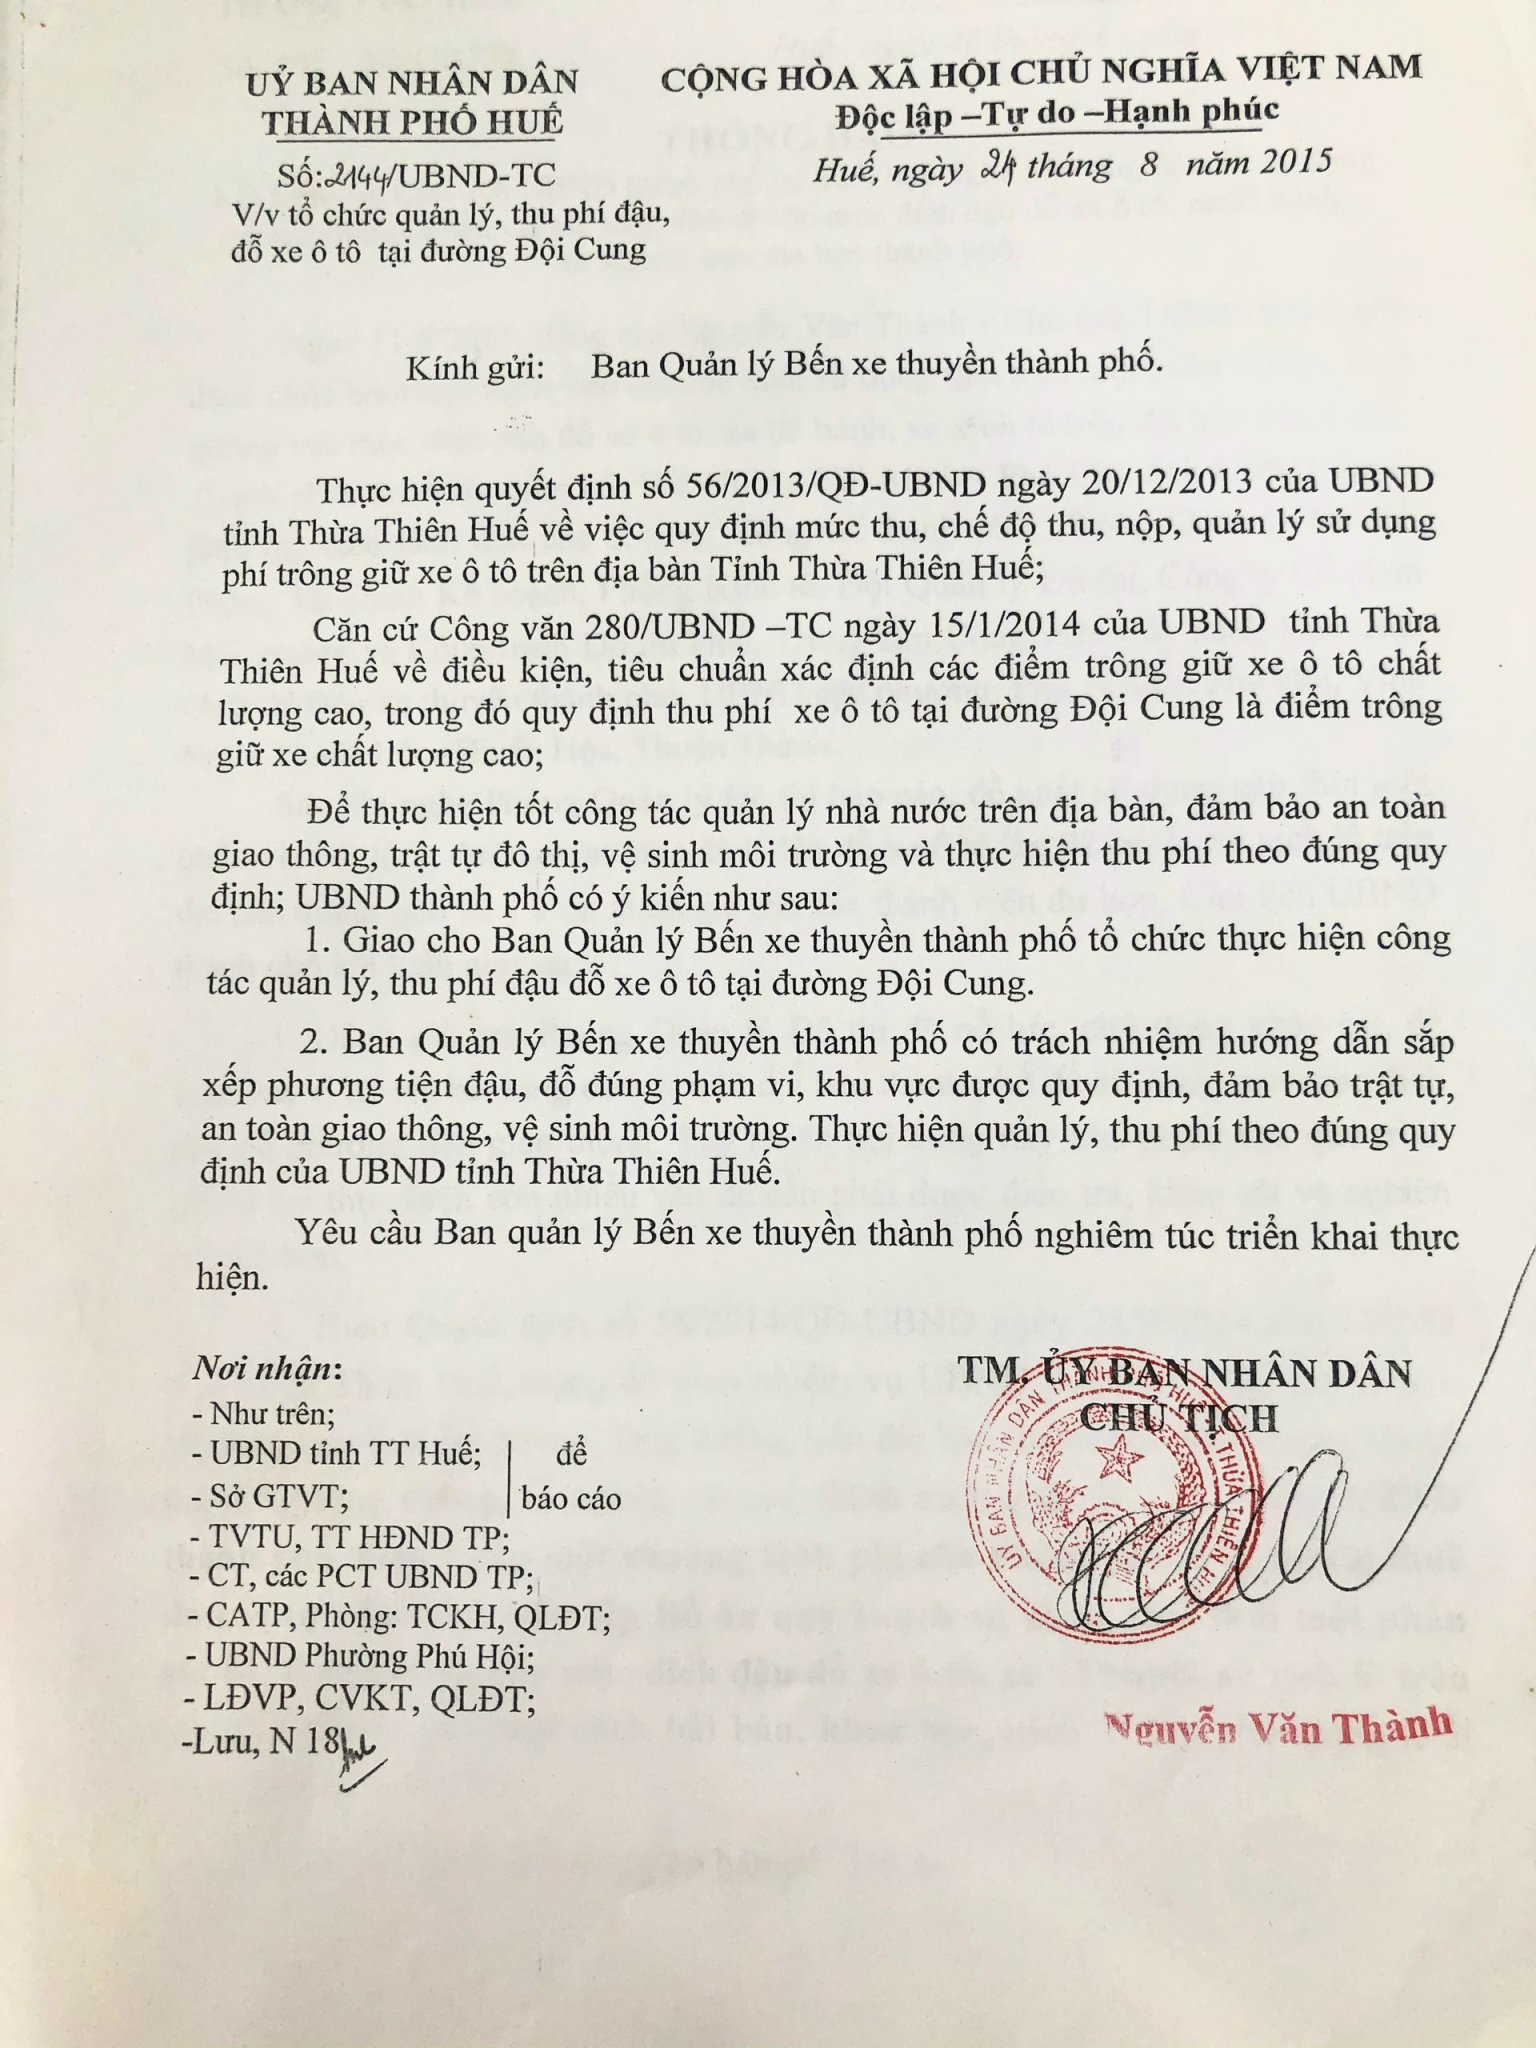 UỶ BAN NHÂN DÂN
THÀNH PHỐ HUẾ
Số:2144/UBND-TC
V/v tổ chức quản lý, thu phí đậu,
đỗ xe ô tô tại đường Đội Cung
CỘNG HÒA XÃ HỘI CHỦ NGHĨA VIỆT NAM
Độc lập –Tự do –Hạnh phúc
Huế, ngày 24 tháng 8 năm 2015
Kính gửi: Ban Quản lý Bến xe thuyền thành phố.
Thực hiện quyết định số 56/2013/QĐ-UBND ngày 20/12/2013 của UBND
tỉnh Thừa Thiên Huế về việc quy định mức thu, chế độ thu, nộp, quản lý sử dụng
phí trông giữ xe ô tô trên địa bàn Tỉnh Thừa Thiên Huế;
Căn cứ Công văn 280/UBND –TC ngày 15/1/2014 của UBND tỉnh Thừa
Thiên Huế về điều kiện, tiêu chuẩn xác định các điểm trông giữ xe ô tô chất
lượng cao, trong đó quy định thu phí xe ô tô tại đường Đội Cung là điểm trông
giữ xe chất lượng cao;
Để thực hiện tốt công tác quản lý nhà nước trên địa bàn, đảm bảo an toàn
giao thông, trật tự đô thị, vệ sinh môi trường và thực hiện thu phí theo đúng quy
định; UBND thành phố có ý kiến như sau:
1. Giao cho Ban Quản lý Bến xe thuyền thành phố tổ chức thực hiện công
tác quản lý, thu phí đậu đỗ xe ô tô tại đường Đội Cung.
2. Ban Quản lý Bến xe thuyền thành phố có trách nhiệm hướng dẫn sắp
xếp phương tiện đậu, đỗ đúng phạm vi, khu vực được quy định, đảm bảo trật tự,
an toàn giao thông, vệ sinh môi trường. Thực hiện quản lý, thu phí theo đúng quy
định của UBND tỉnh Thừa Thiên Huế.
Yêu cầu Ban quản lý Bến xe thuyền thành phố nghiêm túc triển khai thực
hiện.
Nơi nhận:
- Như trên;
- UBND tỉnh TT Huế; để
- Sở GTVT; báo cáo
- TVTU, TT HĐND TP;
- CT, các PCT UBND TP;
- CATP, Phòng: TCKH, QLĐT;
- UBND Phường Phú Hội;
- LĐVP, CVKT, QLĐT;
-Lưu, N 18
TM. ỦY BAN NHÂN DÂN
CHỦ TỊCH
ỦY BAN NHÂN DÂN THÀNH PHỐ HUẾ T.THỪA THIÊN HUẾ
Nguyễn Văn Thành